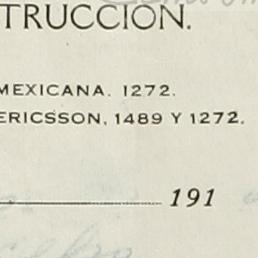 TRUCCION.
MEXICANA. 1272.
ERICSSON, 1489 Y 1272.
191